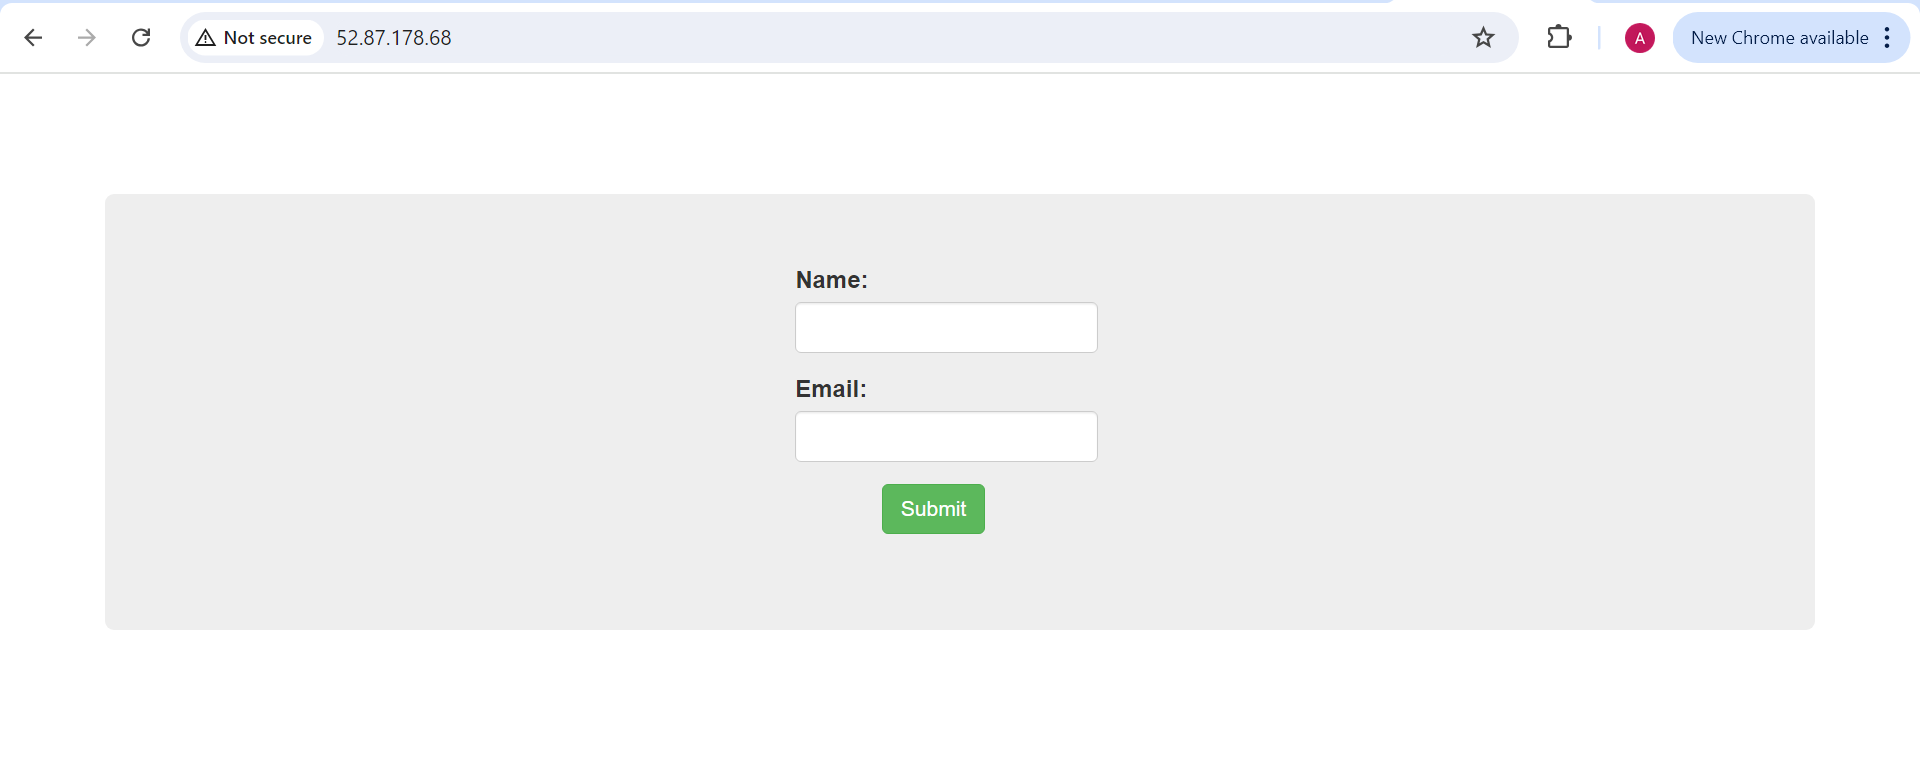 Not secure 52.87.178.68 A New Chrome available
Name:
Email:
Submit